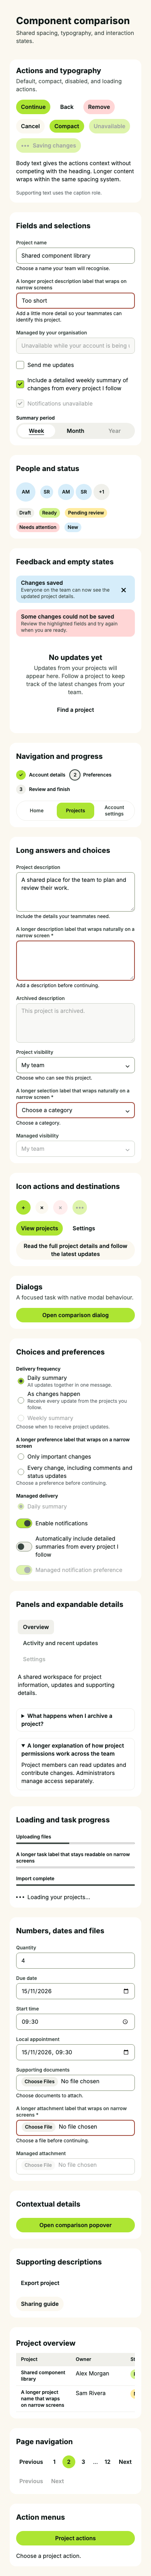 Component comparison
Shared spacing, typography, and interaction
states.
Actions and typography
Default, compact, disabled, and loading
actions.
Continue Back Remove
Cancel Compact Unavailable
Saving changes
Body text gives the actions context without
competing with the heading. Longer content
wraps within the same spacing system.
Supporting text uses the caption role.
Fields and selections
Project name
Shared component library
Choose a name your team will recognise.
A longer project description label that wraps on
narrow screens
Too short
Add a little more detail so your teammates can
identify this project.
Managed by your organisation
Unavailable while your account is being
Send me updates
Include a detailed weekly summary of
changes from every project I follow
Notifications unavailable
Summary period
Week Month Year
People and status
AM SR AM SR +1
Draft Ready Pending review
Needs attention New
Feedback and empty states
Changes saved
Everyone on the team can now see the
updated project details.
Some changes could not be saved
Review the highlighted fields and try again
when you are ready.
No updates yet
Updates from your projects will
appear here. Follow a project to keep
track of the latest changes from your
team.
Find a project
Navigation and progress
Account details 2 Preferences
3 Review and finish
Home Projects Account
settings
Long answers and choices
Project description
A shared place for the team to plan and
review their work.
Include the details your teammates need.
A longer description label that wraps naturally on a
narrow screen *
Add a description before continuing.
Archived description
This project is archived.
Project visibility
My team
Choose who can see this project.
A longer selection label that wraps naturally on a
narrow screen *
Choose a category
Choose a category.
Managed visibility
My team
Icon actions and destinations
+ × ×
View projects Settings
Read the full project details and follow
the latest updates
Dialogs
A focused task with native modal behaviour.
Open comparison dialog
Choices and preferences
Delivery frequency
Daily summary
All updates together in one message.
As changes happen
Receive every update from the projects you
follow.
Weekly summary
Choose when to receive project updates.
A longer preference label that wraps on a narrow
screen
Only important changes
Every change, including comments and
status updates
Choose a preference before continuing.
Managed delivery
Daily summary
Enable notifications
Automatically include detailed
summaries from every project I
follow
Managed notification preference
Panels and expandable details
Overview
Activity and recent updates
Settings
A shared workspace for project
information, updates and supporting
details.
What happens when I archive a
project?
A longer explanation of how project
permissions work across the team
Project members can read updates and
contribute changes. Administrators
manage access separately.
Loading and task progress
Uploading files
A longer task label that stays readable on narrow
screens
Import complete
Loading your projects...
Numbers, dates and files
Quantity
4
Due date
15/11/2026
Start time
09:30
Local appointment
15/11/2026, 09:30
Supporting documents
Choose Files No file chosen
Choose documents to attach.
A longer attachment label that wraps on narrow
screens *
Choose File No file chosen
Choose a file before continuing.
Managed attachment
Choose File No file chosen
Contextual details
Open comparison popover
Supporting descriptions
Export project
Sharing guide
Project overview
Project Owner St
Shared component
library Alex Morgan
A longer project
name that wraps
on narrow screens Sam Rivera
Page navigation
Previous 1 2 3 ... 12 Next
Previous Next
Action menus
Project actions
Choose a project action.